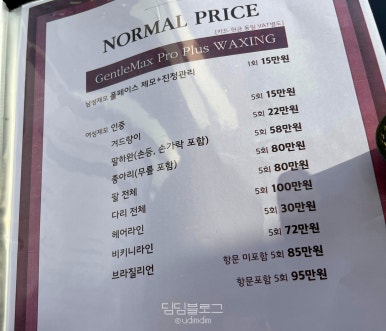 NORMAL PRICE
(카드·현금 동일 VAT별도)
GentleMax Pro Plus WAXING
남성제모 풀페이스 제모+진정관리 1회 15만원
여성제모 인중 5회 15만원
겨드랑이 5회 22만원
팔하완(손등, 손가락 포함) 5회 58만원
종아리(무릎 포함) 5회 80만원
팔 전체 5회 80만원
다리 전체 5회 100만원
헤어라인 5회 30만원
비키니라인 5회 72만원
브라질리언 항문 미포함 5회 85만원
항문포함 5회 95만원
딤딤블로그
©udimdim